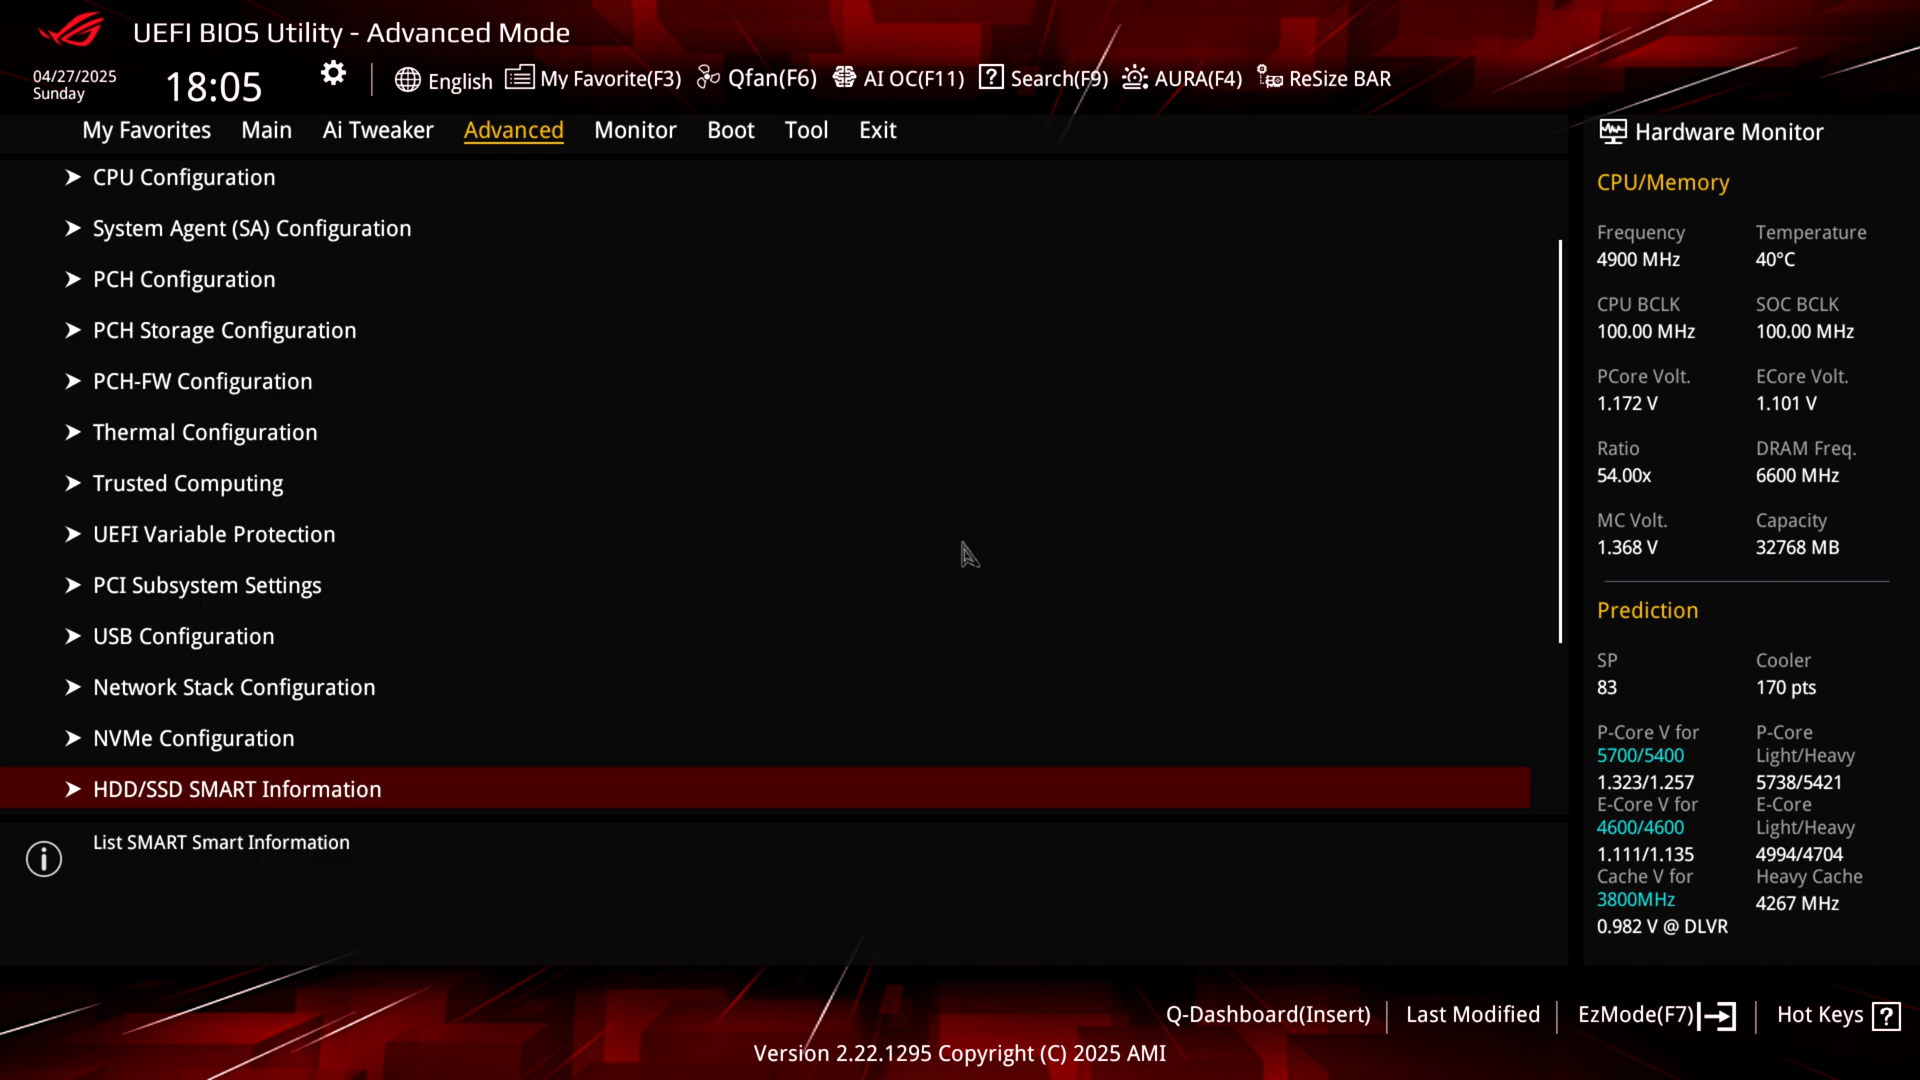 UEFI BIOS Utility - Advanced Mode
04/27/2025
Sunday
18:05
English
My Favorite(F3)
Qfan(F6)
AI OC(F11)
Search(F9)
AURA(F4)
ReSize BAR
My Favorites
Main
Ai Tweaker
Advanced
Monitor
Boot
Tool
Exit
CPU Configuration
System Agent (SA) Configuration
PCH Configuration
PCH Storage Configuration
PCH-FW Configuration
Thermal Configuration
Trusted Computing
UEFI Variable Protection
PCI Subsystem Settings
USB Configuration
Network Stack Configuration
NVMe Configuration
HDD/SSD SMART Information
List SMART Smart Information
Hardware Monitor
CPU/Memory
Frequency Temperature
4900 MHz 40°C
CPU BCLK SOC BCLK
100.00 MHz 100.00 MHz
PCore Volt. ECore Volt.
1.172 V 1.101 V
Ratio DRAM Freq.
54.00x 6600 MHz
MC Volt. Capacity
1.368 V 32768 MB
Prediction
SP Cooler
83 170 pts
P-Core V for P-Core
5700/5400 Light/Heavy
1.323/1.257 5738/5421
E-Core V for E-Core
4600/4600 Light/Heavy
1.111/1.135 4994/4704
Cache V for Heavy Cache
3800MHz 4267 MHz
0.982 V @ DLVR
Q-Dashboard(Insert)
Last Modified
EzMode(F7)
Hot Keys ?
Version 2.22.1295 Copyright (C) 2025 AMI